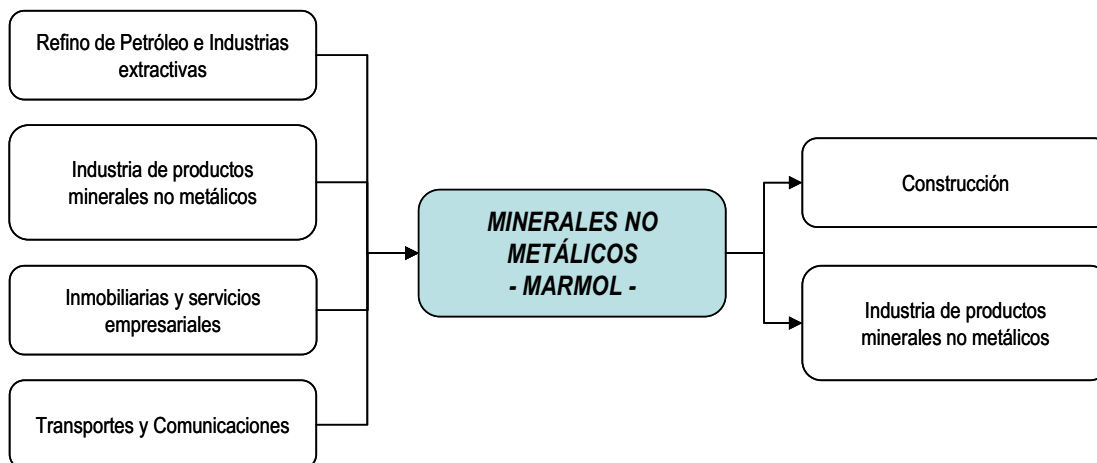 Refino de Petróleo e Industrias
extractivas
Industria de productos
minerales no metálicos
Inmobiliarias y servicios
empresariales
Transportes y Comunicaciones
MINERALES NO
METÁLICOS
- MARMOL -
Construcción
Industria de productos
minerales no metálicos